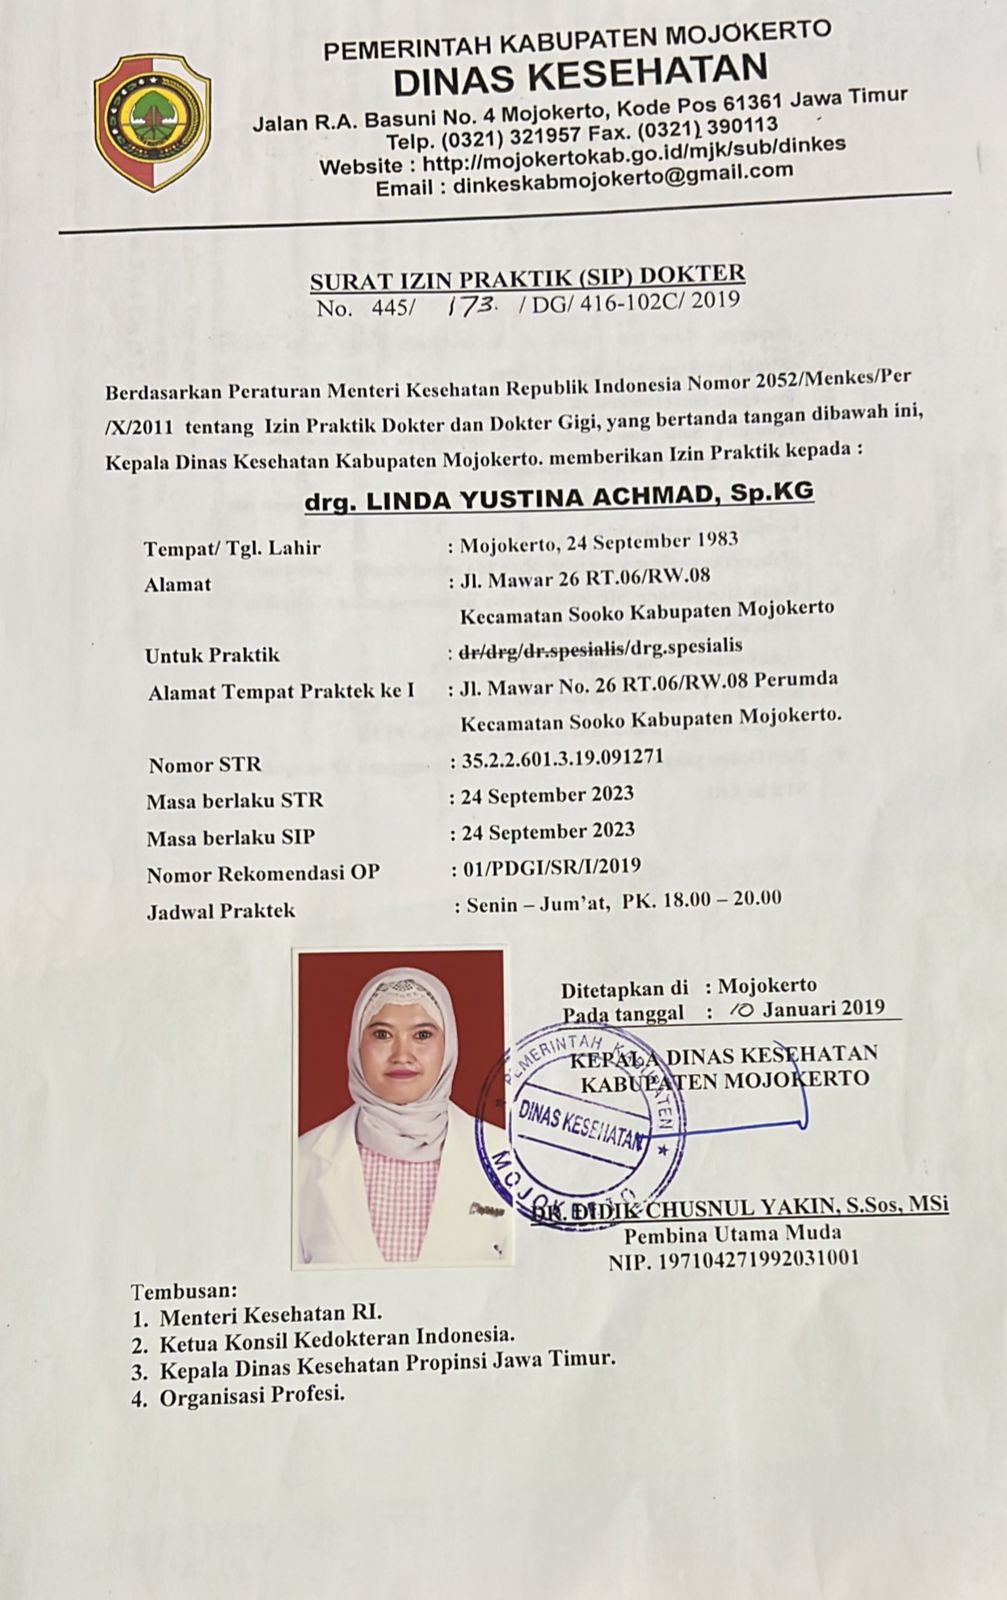 PEMERINTAH KABUPATEN MOJOKERTO
DINAS KESEHATAN
Jalan R.A. Basuni No. 4 Mojokerto, Kode Pos 61361 Jawa Timur
Telp. (0321) 321957 Fax. (0321) 390113
Website : http://mojokertokab.go.id/mjk/sub/dinkes
Email : dinkeskabmojokerto@gmail.com
SURAT IZIN PRAKTIK (SIP) DOKTER
No. 445/ 173. / DG/ 416-102C/ 2019
Berdasarkan Peraturan Menteri Kesehatan Republik Indonesia Nomor 2052/Menkes/Per
/X/2011 tentang Izin Praktik Dokter dan Dokter Gigi, yang bertanda tangan dibawah ini,
Kepala Dinas Kesehatan Kabupaten Mojokerto. memberikan Izin Praktik kepada :
drg. LINDA YUSTINA ACHMAD, Sp.KG
Tempat/ Tgl. Lahir : Mojokerto, 24 September 1983
Alamat : Jl. Mawar 26 RT.06/RW.08
Kecamatan Sooko Kabupaten Mojokerto
Untuk Praktik : dr/drg/dr.spesialis/drg.spesialis
Alamat Tempat Praktek ke I : Jl. Mawar No. 26 RT.06/RW.08 Perumda
Kecamatan Sooko Kabupaten Mojokerto.
Nomor STR : 35.2.2.601.3.19.091271
Masa berlaku STR : 24 September 2023
Masa berlaku SIP : 24 September 2023
Nomor Rekomendasi OP : 01/PDGI/SR/I/2019
Jadwal Praktek : Senin – Jum'at, PK. 18.00 – 20.00
Ditetapkan di : Mojokerto
Pada tanggal : 10 Januari 2019
KEPALA DINAS KESEHATAN
KABUPATEN MOJOKERTO
PEMERINTAH KABUPATEN
DINAS KESEHATAN
MOJOKERTO
DR. DIDIK CHUSNUL YAKIN, S.Sos, MSi
Pembina Utama Muda
NIP. 197104271992031001
Tembusan:
1. Menteri Kesehatan RI.
2. Ketua Konsil Kedokteran Indonesia.
3. Kepala Dinas Kesehatan Propinsi Jawa Timur.
4. Organisasi Profesi.